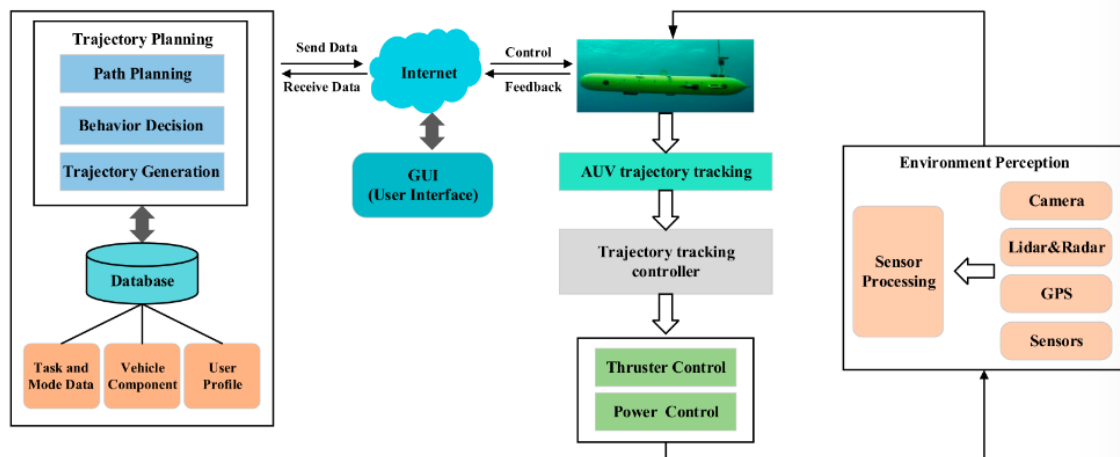 Trajectory Planning
Path Planning
Behavior Decision
Trajectory Generation
Database
Task and
Mode Data
Vehicle
Component
User
Profile
Send Data
Receive Data
Internet
GUI
(User Interface)
Control
Feedback
AUV trajectory tracking
Trajectory tracking
controller
Thruster Control
Power Control
Environment Perception
Sensor
Processing
Camera
Lidar&Radar
GPS
Sensors